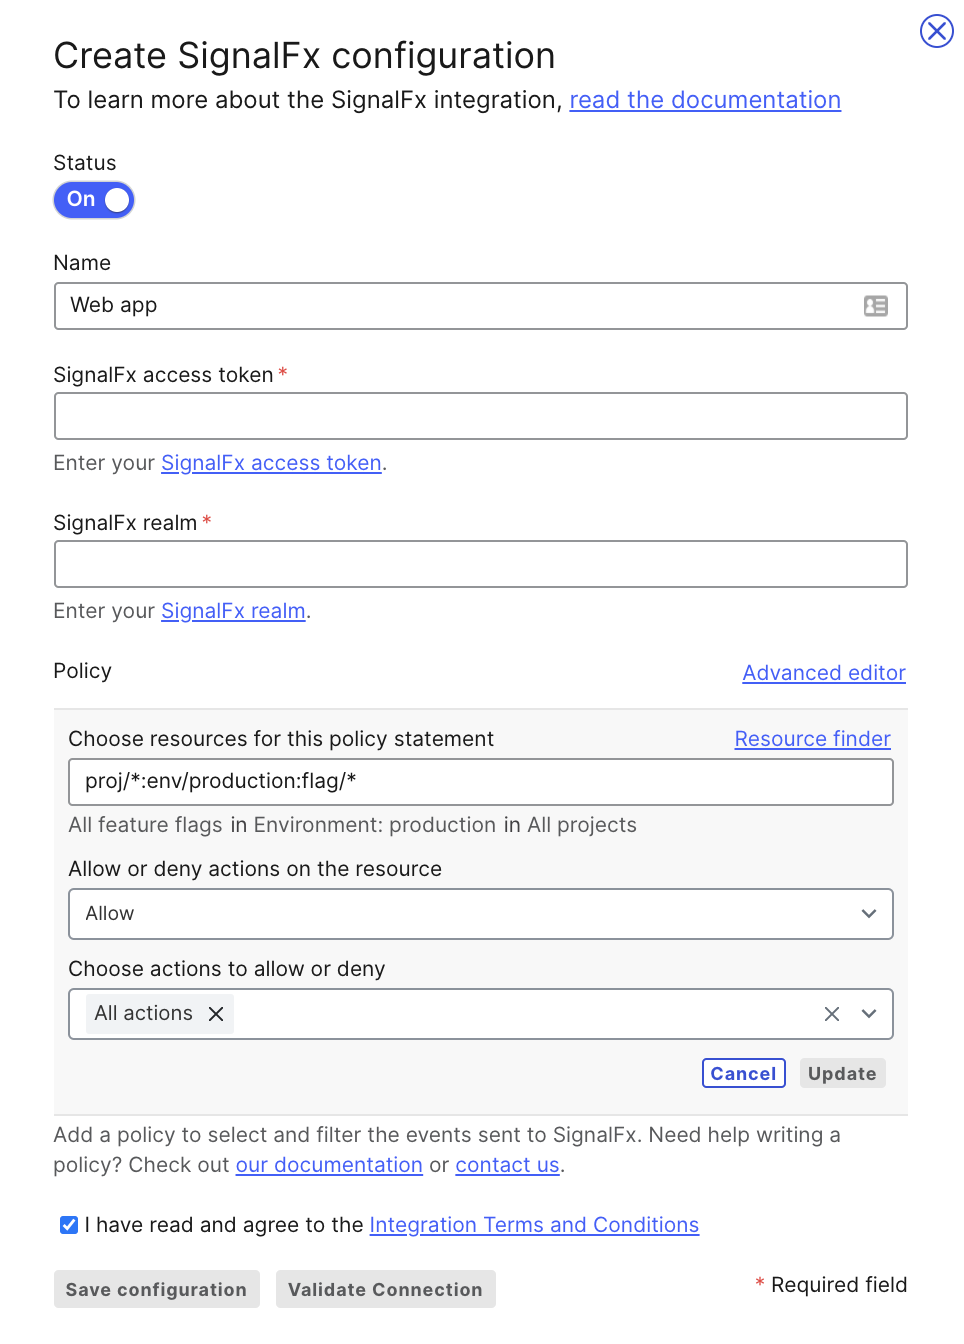 Create SignalFx configuration
To learn more about the SignalFx integration, read the documentation
Status
On
Name
Web app
SignalFx access token *
Enter your SignalFx access token.
SignalFx realm *
Enter your SignalFx realm.
Policy
Advanced editor
Choose resources for this policy statement
Resource finder
proj/*:env/production:flag/*
All feature flags in Environment: production in All projects
Allow or deny actions on the resource
Allow
Choose actions to allow or deny
All actions
Cancel
Update
Add a policy to select and filter the events sent to SignalFx. Need help writing a
policy? Check out our documentation or contact us.
I have read and agree to the Integration Terms and Conditions
Save configuration
Validate Connection
* Required field